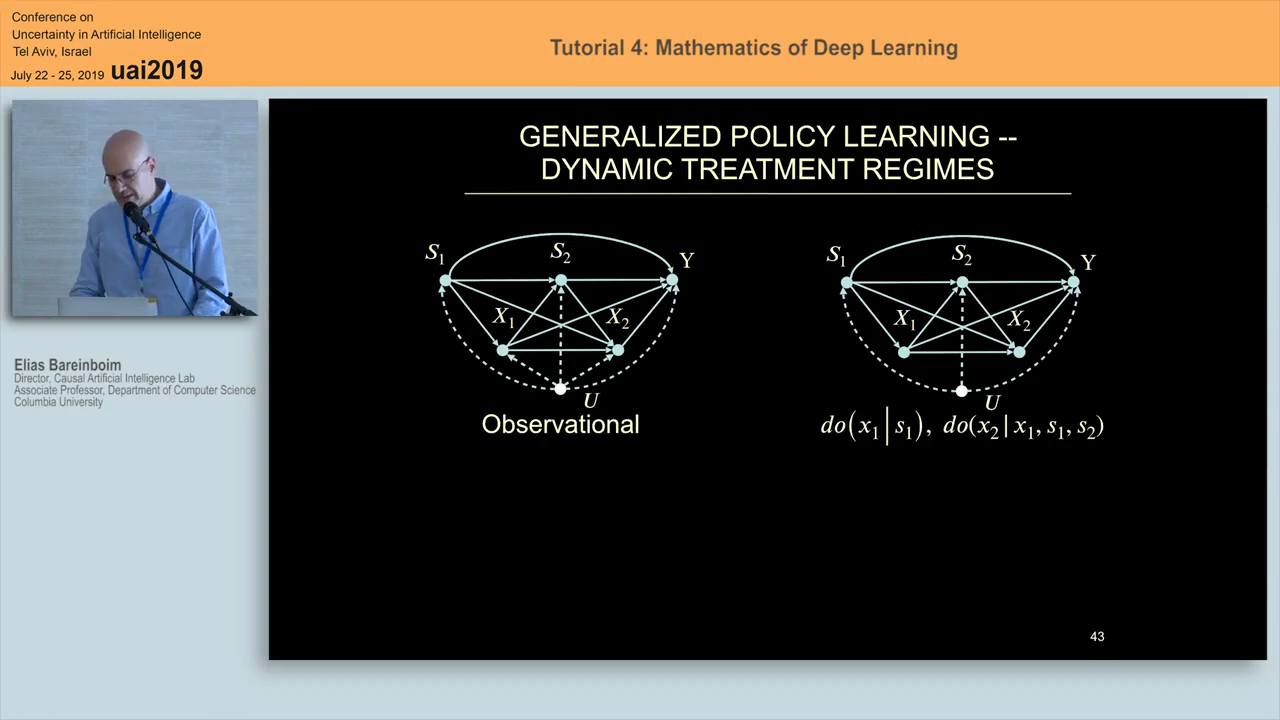 Conference on
Uncertainty in Artificial Intelligence
Tel Aviv, Israel
July 22 - 25, 2019 uai2019
Tutorial 4: Mathematics of Deep Learning
Elias Bareinboim
Director, Causal Artificial Intelligence Lab
Associate Professor, Department of Computer Science
Columbia University
GENERALIZED POLICY LEARNING --
DYNAMIC TREATMENT REGIMES
S₁ S₂ Y
X₁ X₂
U
Observational
S₁ S₂ Y
X₁ X₂
U
do(x₁|s₁), do(x₂|x₁, s₁, s₂)
43